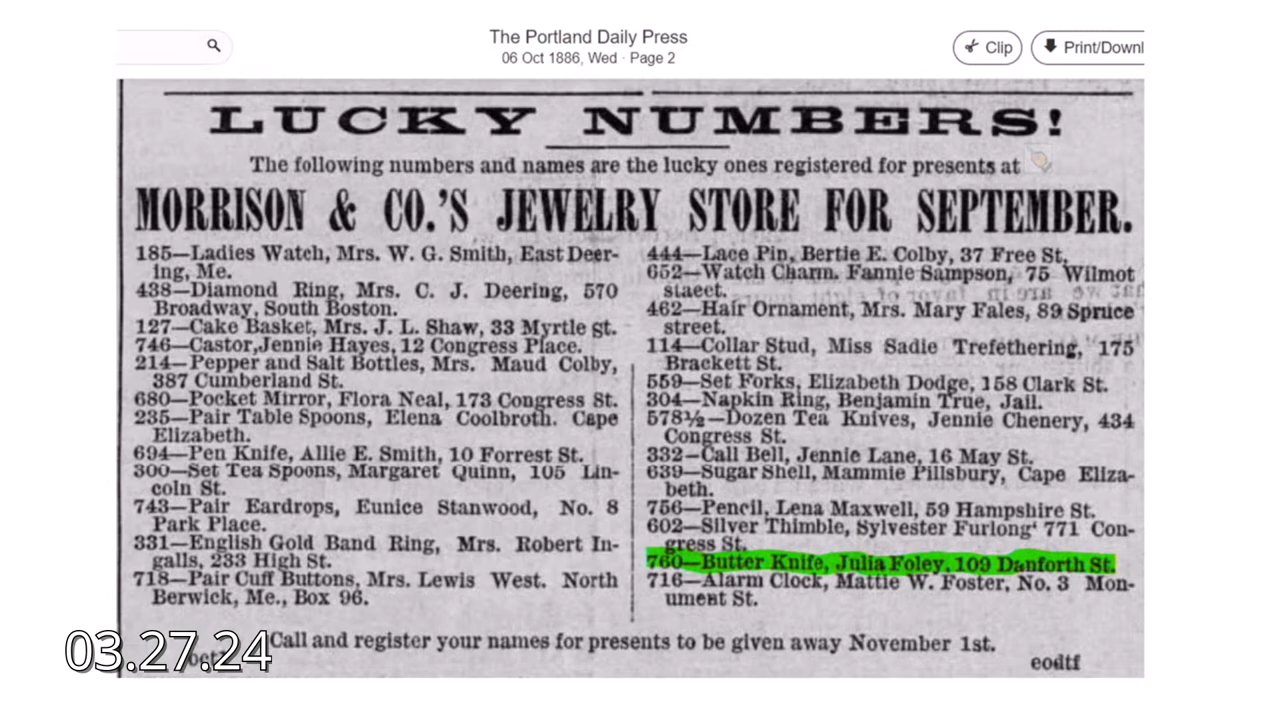 The Portland Daily Press
06 Oct 1886, Wed · Page 2
Clip
Print/Downl
LUCKY NUMBERS!
The following numbers and names are the lucky ones registered for presents at
MORRISON & CO.'S JEWELRY STORE FOR SEPTEMBER.
185—Ladies Watch, Mrs. W. G. Smith, East Deer-
ing, Me.
438—Diamond Ring, Mrs. C. J. Deering, 570
Broadway, South Boston.
127—Cake Basket, Mrs. J. L. Shaw, 33 Myrtle st.
746—Castor,Jennie Hayes, 12 Congress Place.
214—Pepper and Salt Bottles, Mrs. Maud Colby,
387 Cumberland St.
680—Pocket Mirror, Flora Neal, 173 Congress St.
235—Pair Table Spoons, Elena Coolbroth. Cape
Elizabeth.
694—Pen Knife, Allie E. Smith, 10 Forrest St.
300—Set Tea Spoons, Margaret Quinn, 105 Lin-
coln St.
743—Pair Eardrops, Eunice Stanwood, No. 8
Park Place.
331—English Gold Band Ring, Mrs. Robert In-
galls, 233 High St.
718—Pair Cuff Buttons, Mrs. Lewis West. North
Berwick, Me., Box 96.
444—Lace Pin, Bertie E. Colby, 37 Free St,
652—Watch Charm. Fannie Sampson, 75 Wilmot
staeet.
462—Hair Ornament, Mrs. Mary Fales, 89 Spruce
street.
114—Collar Stud, Miss Sadie Trefethering, 175
Brackett St.
559—Set Forks, Elizabeth Dodge, 158 Clark St.
304—Napkin Ring, Benjamin True, Jail.
578½—Dozen Tea Knives, Jennie Chenery, 434
Congress St.
332—Call Bell, Jennie Lane, 16 May St.
639—Sugar Shell, Mammie Pillsbury, Cape Eliza-
beth.
756—Pencil, Lena Maxwell, 59 Hampshire St.
602—Silver Thimble, Sylvester Furlong' 771 Con-
gress St.
760—Butter Knife, Julia Foley, 109 Danforth St.
716—Alarm Clock, Mattie W. Foster, No. 3 Mon-
ument St.
Call and register your names for presents to be given away November 1st.
03.27.24
eodtf